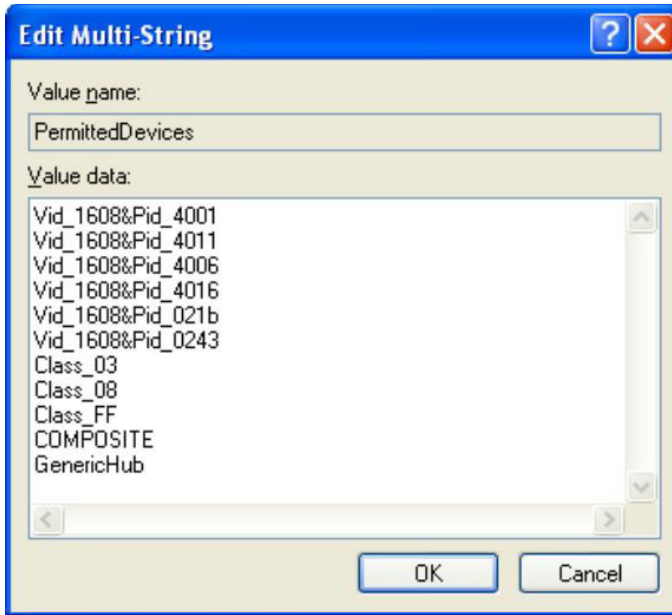 Edit Multi-String
?
Value name:
PermittedDevices
Value data:
Vid_1608&Pid_4001
Vid_1608&Pid_4011
Vid_1608&Pid_4006
Vid_1608&Pid_4016
Vid_1608&Pid_021b
Vid_1608&Pid_0243
Class_03
Class_08
Class_FF
COMPOSITE
GenericHub
OK Cancel